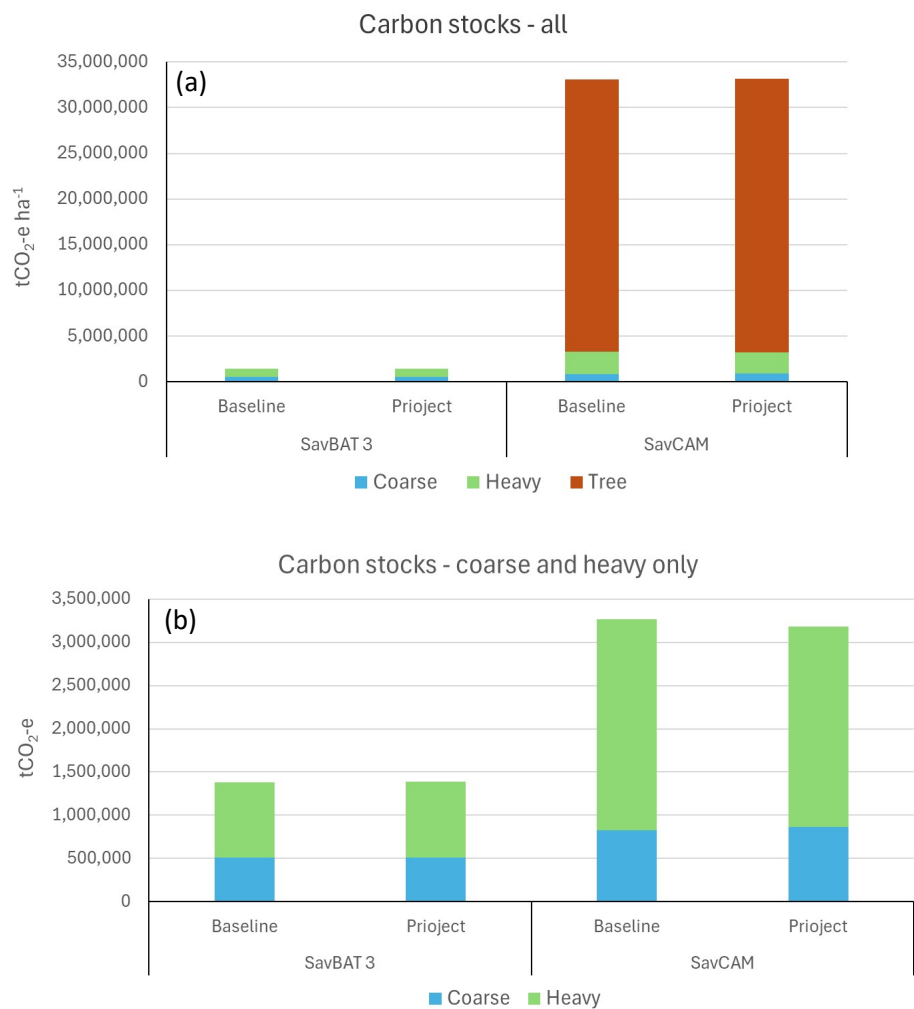 Carbon stocks - all
(a)
35,000,000
30,000,000
25,000,000
20,000,000
15,000,000
10,000,000
5,000,000
0
tCO₂-e ha⁻¹
Baseline Prioject Baseline Prioject
SavBAT 3 SavCAM
Coarse Heavy Tree
Carbon stocks - coarse and heavy only
(b)
3,500,000
3,000,000
2,500,000
2,000,000
1,500,000
1,000,000
500,000
0
tCO₂-e
Baseline Prioject Baseline Prioject
SavBAT 3 SavCAM
Coarse Heavy